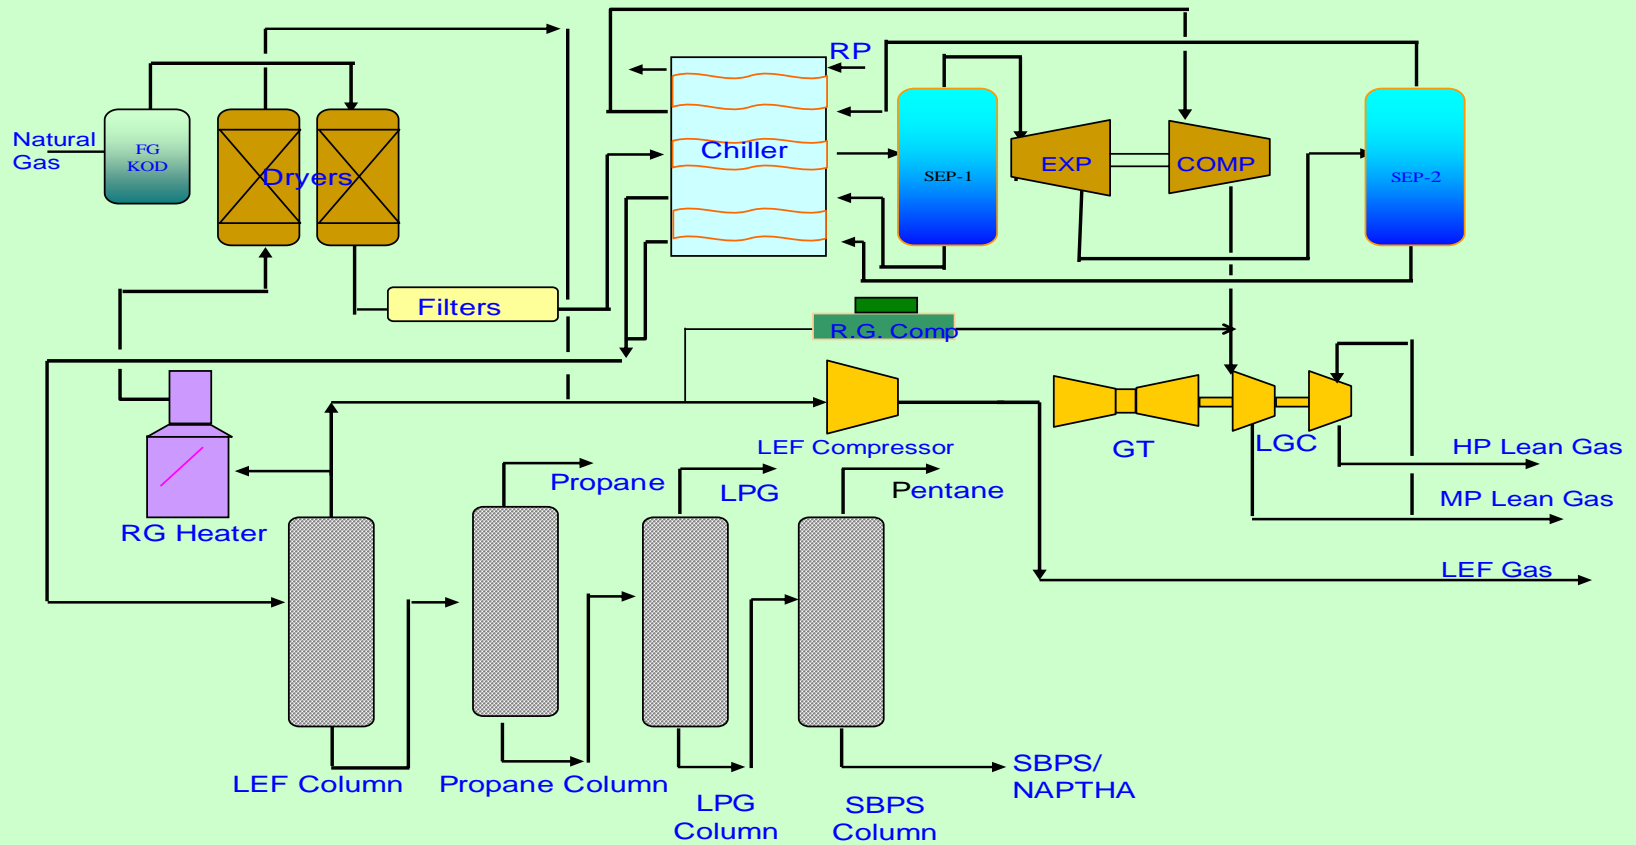 RP
Natural
Gas
FG
KOD
Dryers
Chiller
SEP-1
EXP
COMP
SEP-2
Filters
R.G. Comp
LEF Compressor
GT
LGC
HP Lean Gas
MP Lean Gas
RG Heater
Propane
LPG
Pentane
LEF Gas
LEF Column
Propane Column
LPG
Column
SBPS
Column
SBPS/
NAPTHA